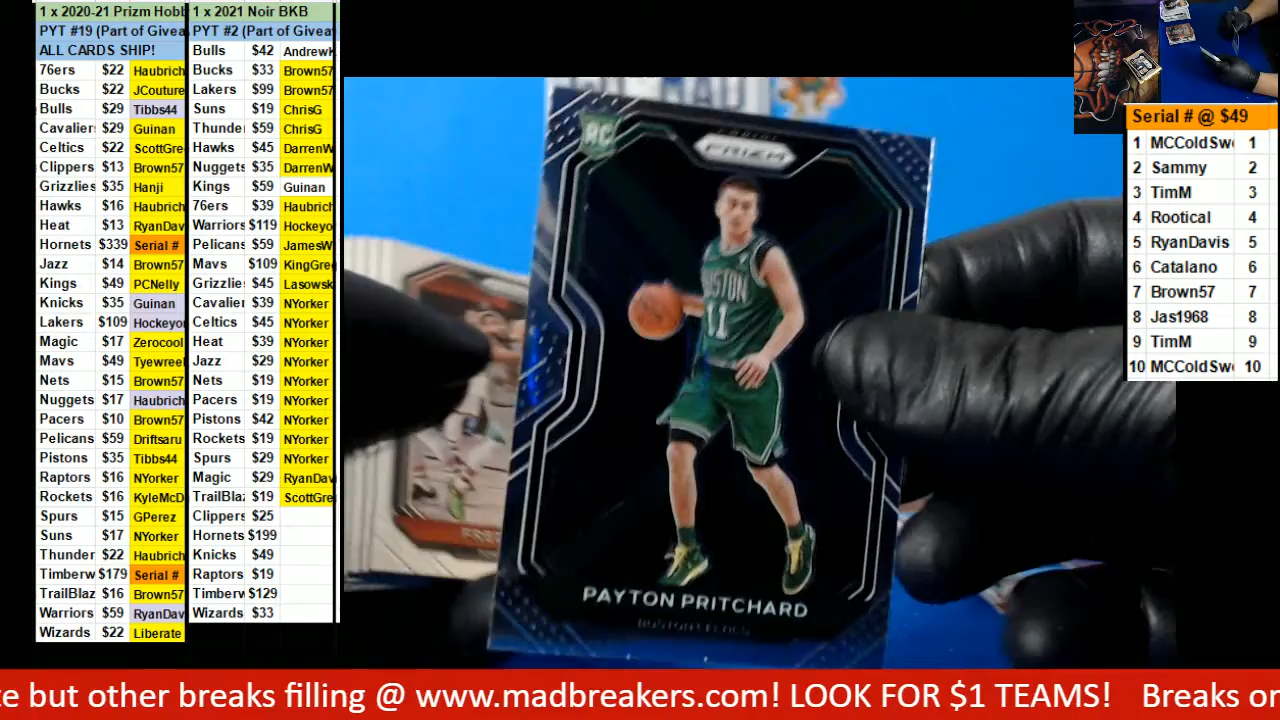 1 x 2020-21 Prizm Hobb
PYT #19 (Part of Giveav
ALL CARDS SHIP!
76ers $22 Haubrich
Bucks $22 JCouture
Bulls $29 Tibbs44
Cavaliers $29 Guinan
Celtics $22 ScottGre
Clippers $13 Brown57
Grizzlies $35 Hanji
Hawks $16 Haubrich
Heat $13 RyanDav
Hornets $339 Serial #
Jazz $14 Brown57
Kings $49 PCNelly
Knicks $35 Guinan
Lakers $109 Hockeyor
Magic $17 Zerocool
Mavs $49 Tyewreel
Nets $15 Brown57
Nuggets $17 Haubrich
Pacers $10 Brown57
Pelicans $59 Driftsaru
Pistons $35 Tibbs44
Raptors $16 NYorker
Rockets $16 KyleMcD
Spurs $15 GPerez
Suns $17 NYorker
Thunder $22 Haubrich
Timberw $179 Serial #
TrailBlaz $16 Brown57
Warriors $59 RyanDav
Wizards $22 Liberate
1 x 2021 Noir BKB
PYT #2 (Part of Giveav
Bulls $42 AndrewK
Bucks $33 Brown57
Lakers $99 Brown57
Suns $19 ChrisG
Thunder $59 ChrisG
Hawks $45 DarrenW
Nuggets $35 DarrenW
Kings $59 Guinan
76ers $39 Haubrich
Warriors $119 Hockeyo
Pelicans $59 JamesW
Mavs $109 KingGre
Grizzlies $45 Lasowsk
Cavalier $39 NYorker
Celtics $45 NYorker
Heat $39 NYorker
Jazz $29 NYorker
Nets $19 NYorker
Pacers $19 NYorker
Pistons $42 NYorker
Rockets $19 NYorker
Spurs $29 NYorker
Magic $29 RyanDav
TrailBlaz $19 ScottGre
Clippers $25
Hornets $199
Knicks $49
Raptors $19
Timberw $129
Wizards $33
MAD
RC
PANINI
PRIZM
BOSTON
11
PAYTON PRITCHARD
BOSTON CELTICS
Serial # @ $49
1 MCColdSw 1
2 Sammy 2
3 TimM 3
4 Rootical 4
5 RyanDavis 5
6 Catalano 6
7 Brown57 7
8 Jas1968 8
9 TimM 9
10 MCColdSw 10
ce but other breaks filling @ www.madbreakers.com! LOOK FOR $1 TEAMS! Breaks or